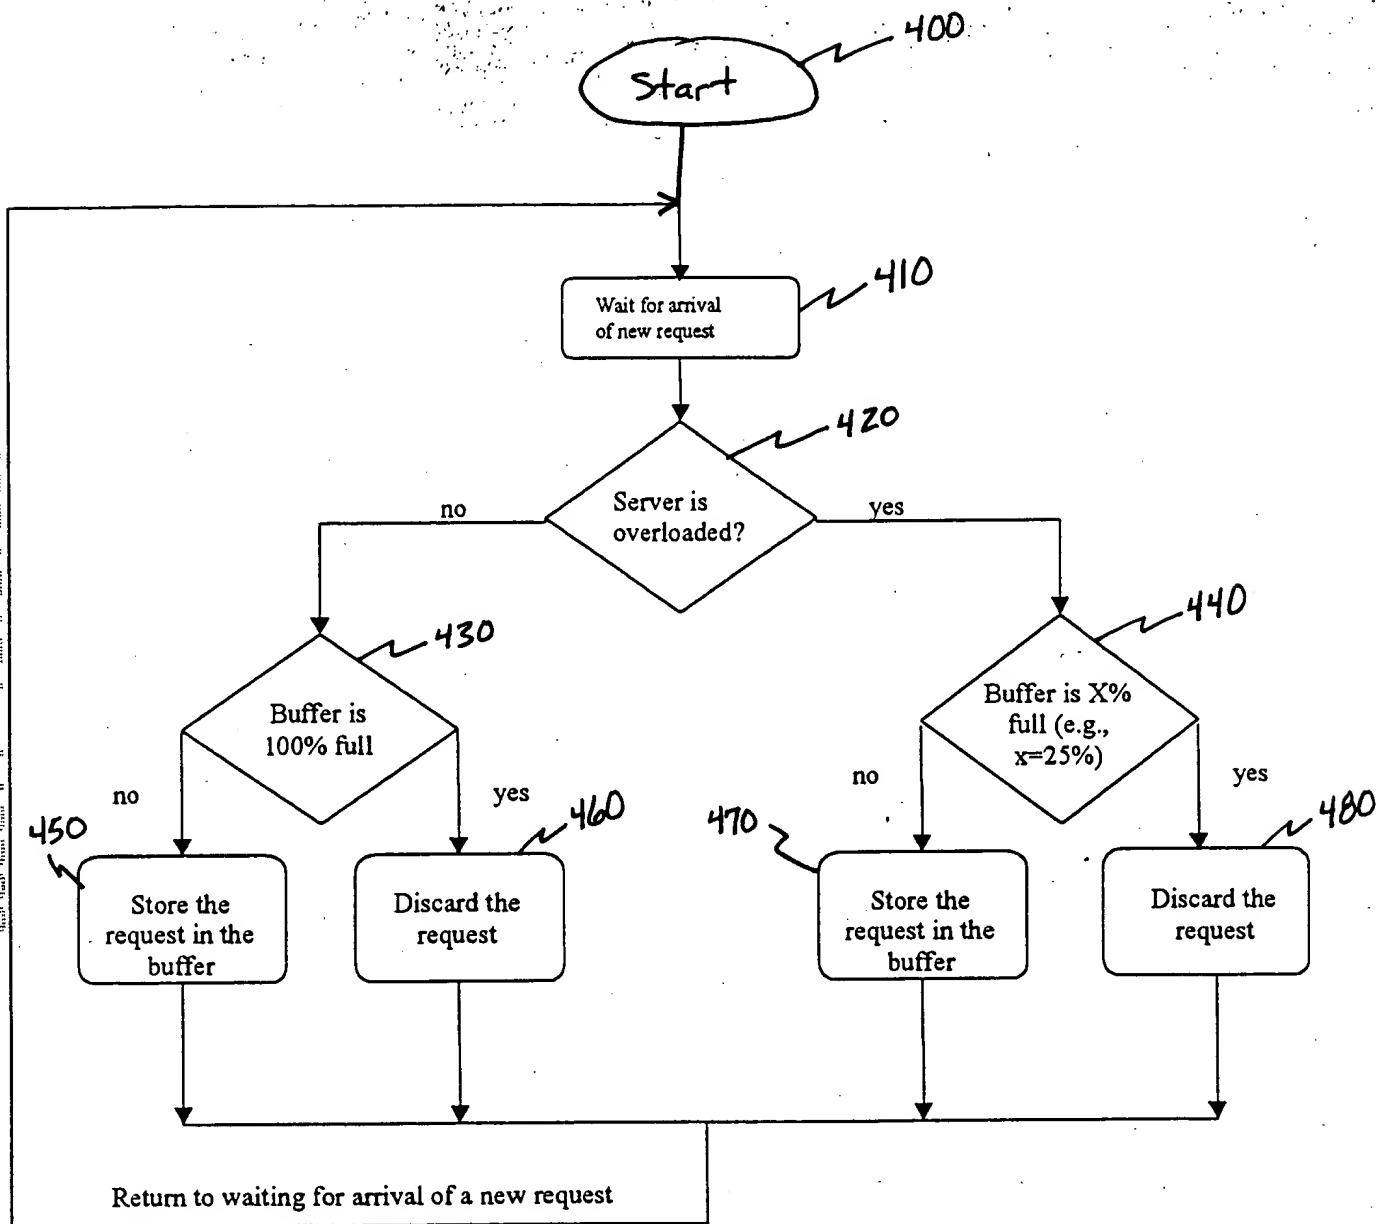 400
Start
410
Wait for arrival
of new request
420
Server is
overloaded?
no
yes
430
440
Buffer is
100% full
Buffer is X%
full (e.g.,
x=25%)
no
yes
no
yes
450
460
470
480
Store the
request in the
buffer
Discard the
request
Store the
request in the
buffer
Discard the
request
Return to waiting for arrival of a new request